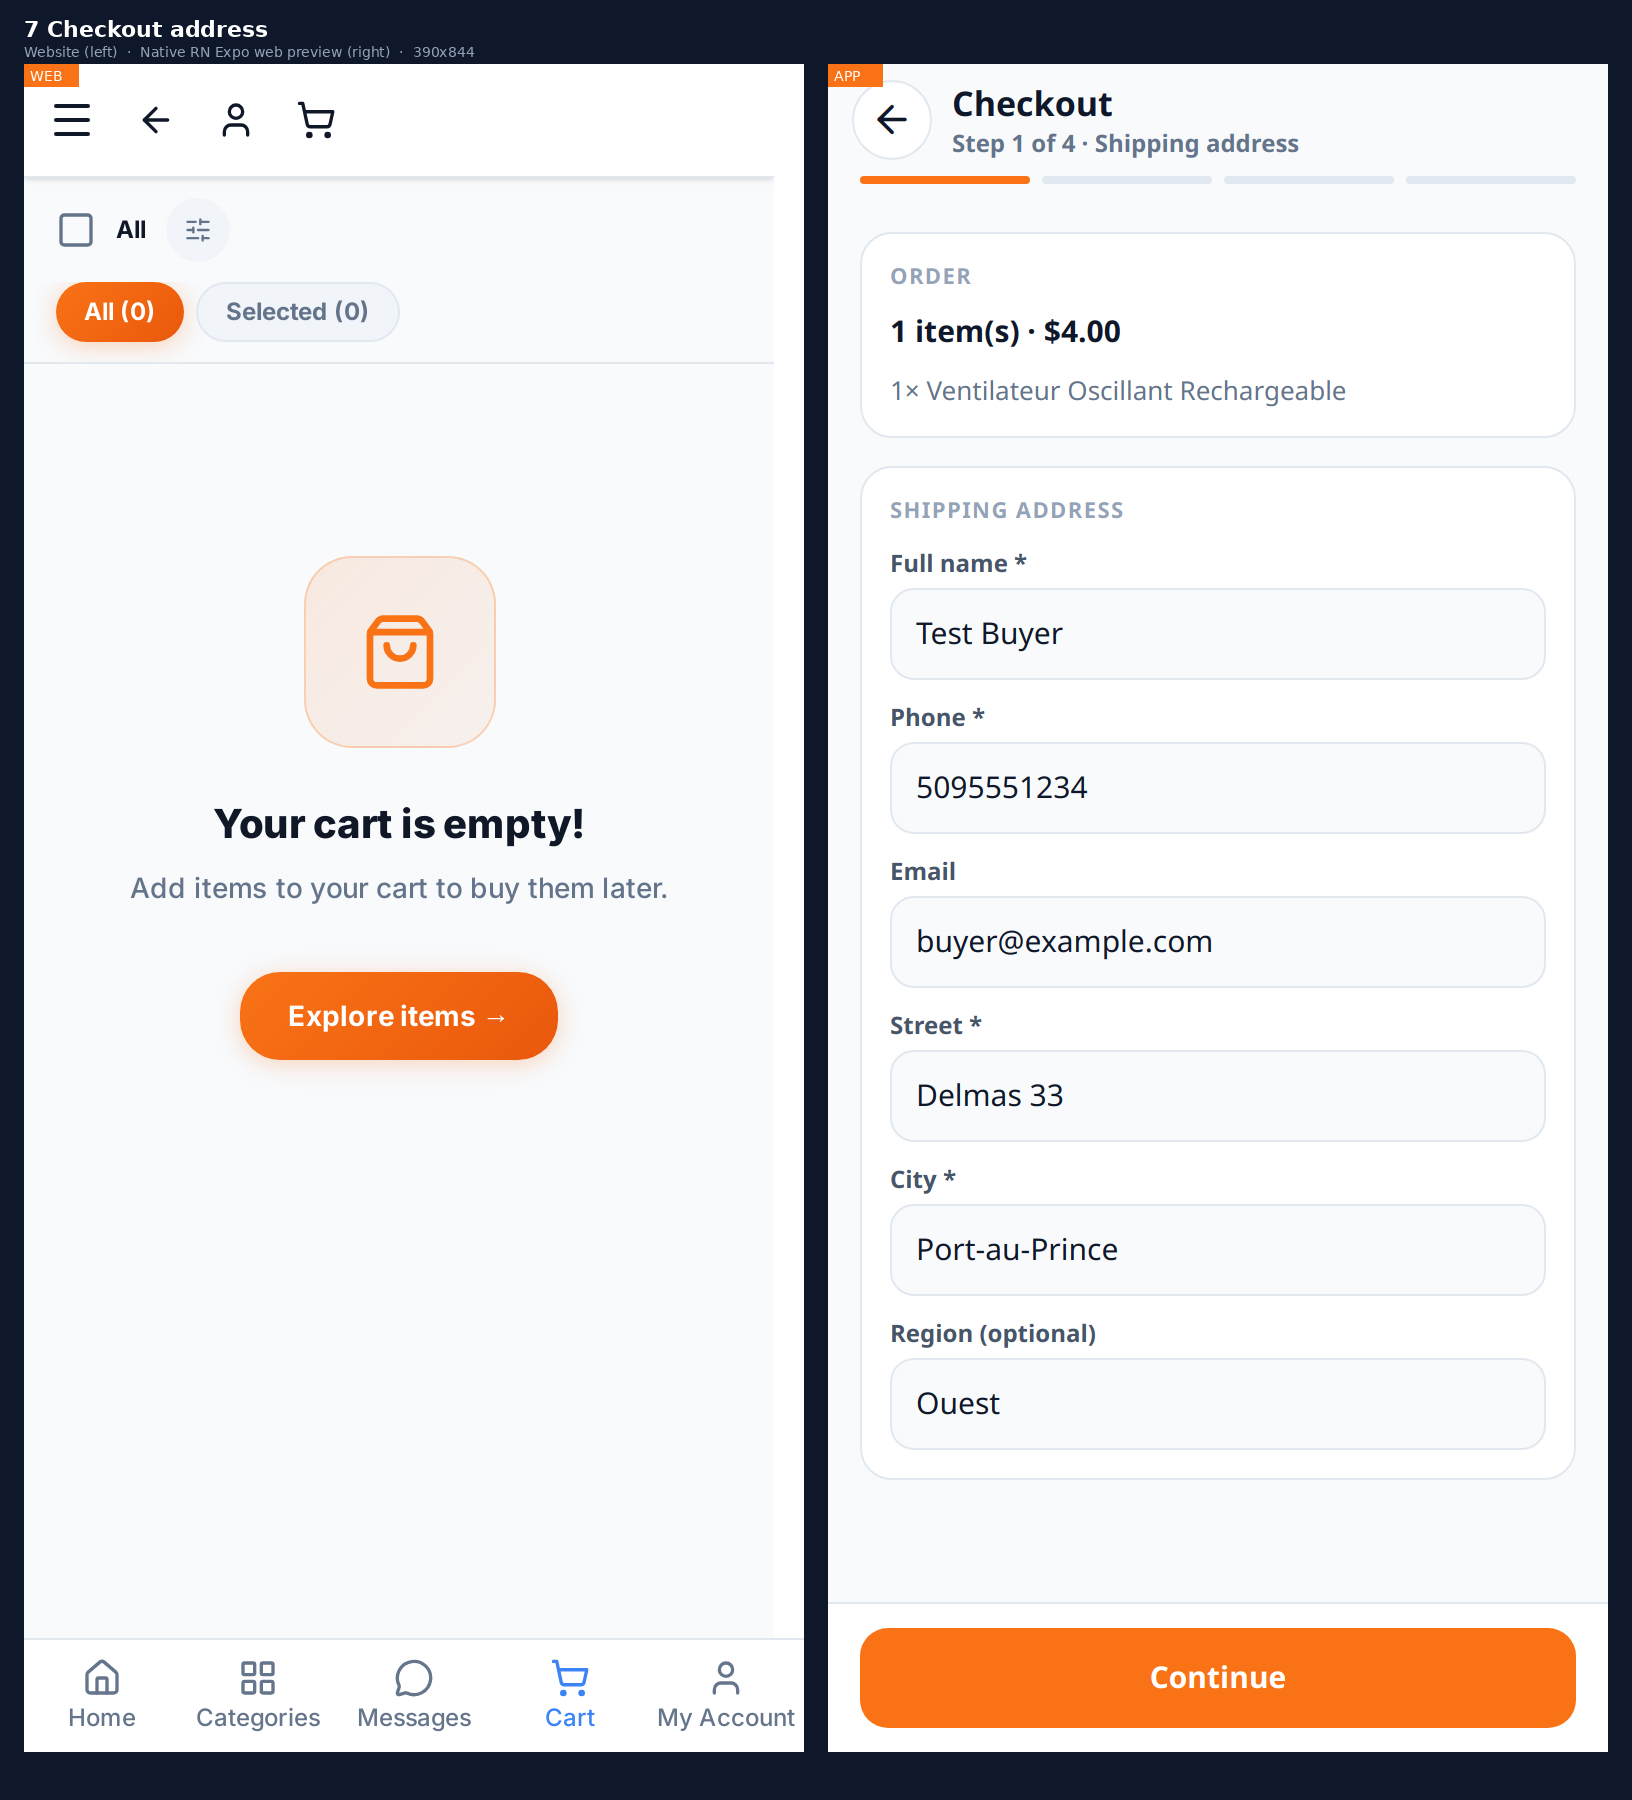 7 Checkout address
Website (left) · Native RN Expo web preview (right) · 390x844
WEB
All
All (0)
Selected (0)
Your cart is empty!
Add items to your cart to buy them later.
Explore items →
Home
Categories
Messages
Cart
My Account
APP
Checkout
Step 1 of 4 · Shipping address
ORDER
1 item(s) · $4.00
1× Ventilateur Oscillant Rechargeable
SHIPPING ADDRESS
Full name *
Test Buyer
Phone *
5095551234
Email
buyer@example.com
Street *
Delmas 33
City *
Port-au-Prince
Region (optional)
Ouest
Continue